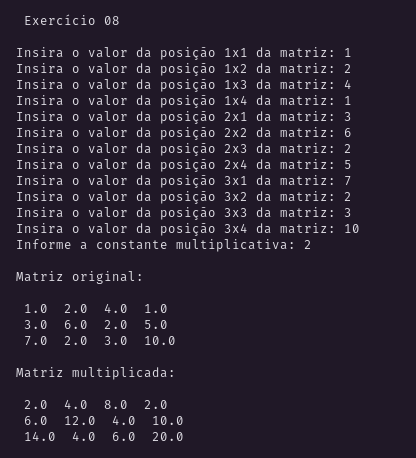 Exercício 08
Insira o valor da posição 1x1 da matriz: 1
Insira o valor da posição 1x2 da matriz: 2
Insira o valor da posição 1x3 da matriz: 4
Insira o valor da posição 1x4 da matriz: 1
Insira o valor da posição 2x1 da matriz: 3
Insira o valor da posição 2x2 da matriz: 6
Insira o valor da posição 2x3 da matriz: 2
Insira o valor da posição 2x4 da matriz: 5
Insira o valor da posição 3x1 da matriz: 7
Insira o valor da posição 3x2 da matriz: 2
Insira o valor da posição 3x3 da matriz: 3
Insira o valor da posição 3x4 da matriz: 10
Informe a constante multiplicativa: 2
Matriz original:
1.0  2.0  4.0  1.0
3.0  6.0  2.0  5.0
7.0  2.0  3.0  10.0
Matriz multiplicada:
2.0  4.0  8.0  2.0
6.0  12.0  4.0  10.0
14.0  4.0  6.0  20.0